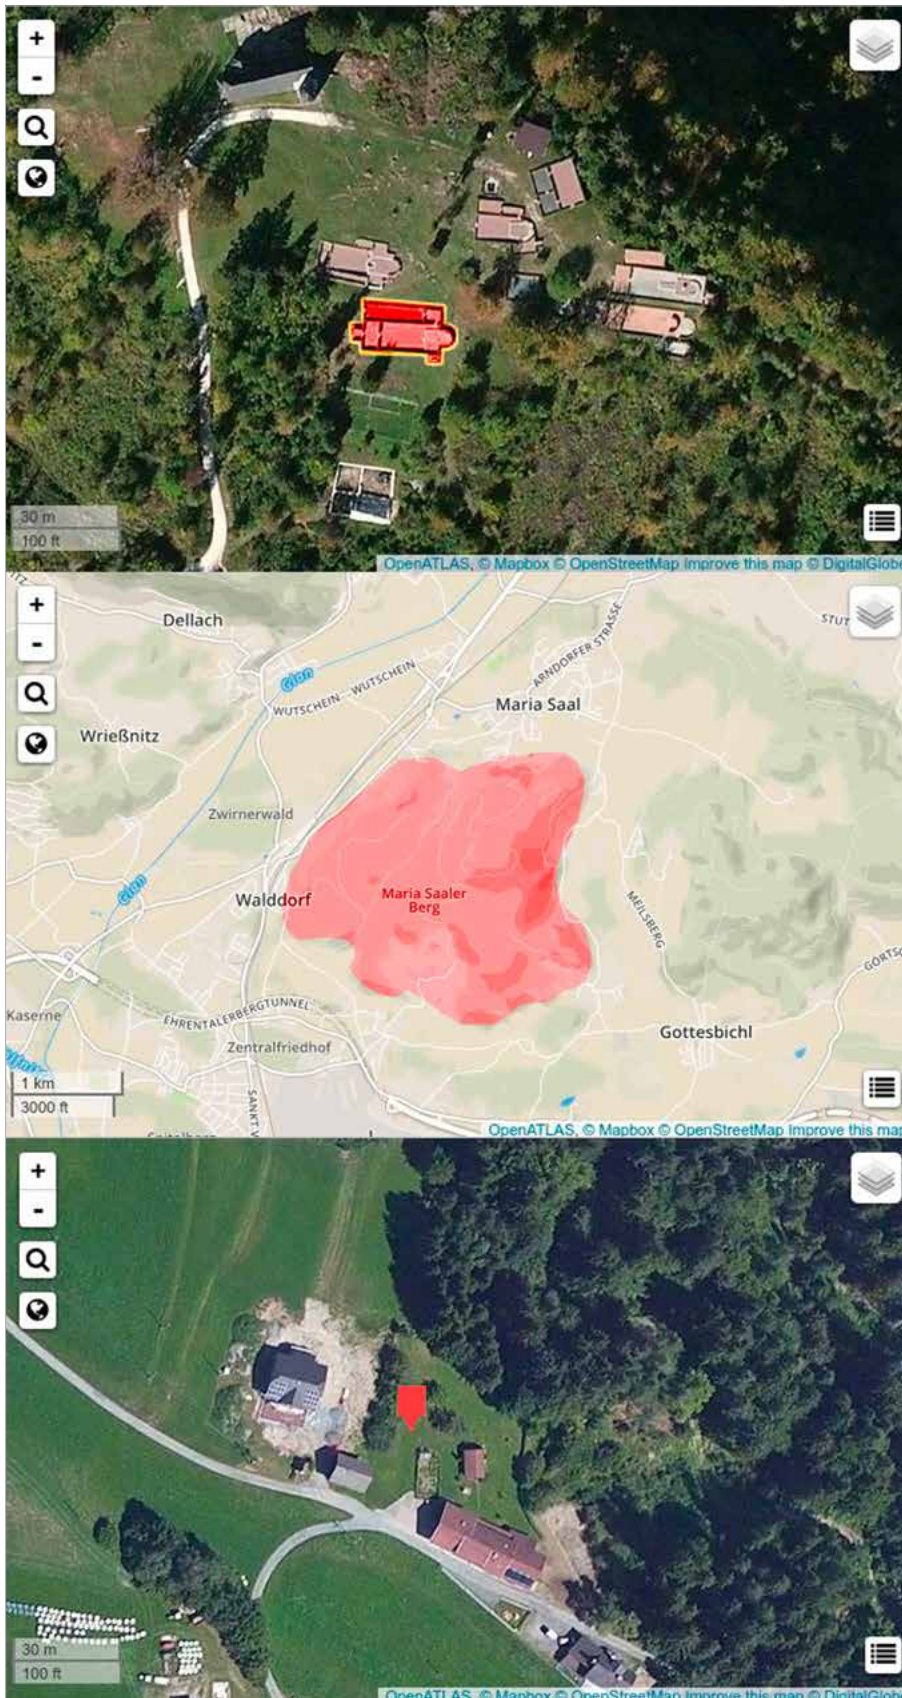 +
-
30 m
100 ft
OpenATLAS, © Mapbox © OpenStreetMap Improve this map © DigitalGlobe
+
-
Dellach
Glan
ARNDORFER STRASSE
WUTSCHEIN - WUTSCHEIN
Maria Saal
Wrießnitz
Zwirnerwald
Glan
Walddorf
Maria Saaler
Berg
MEILSBERG
EHRENTALERBERGTUNNEL
Kaserne
Zentralfriedhof
Gottesbichl
1 km
3000 ft
OpenATLAS, © Mapbox © OpenStreetMap Improve this map
+
-
30 m
100 ft
OpenATLAS, © Mapbox © OpenStreetMap Improve this map © DigitalGlobe